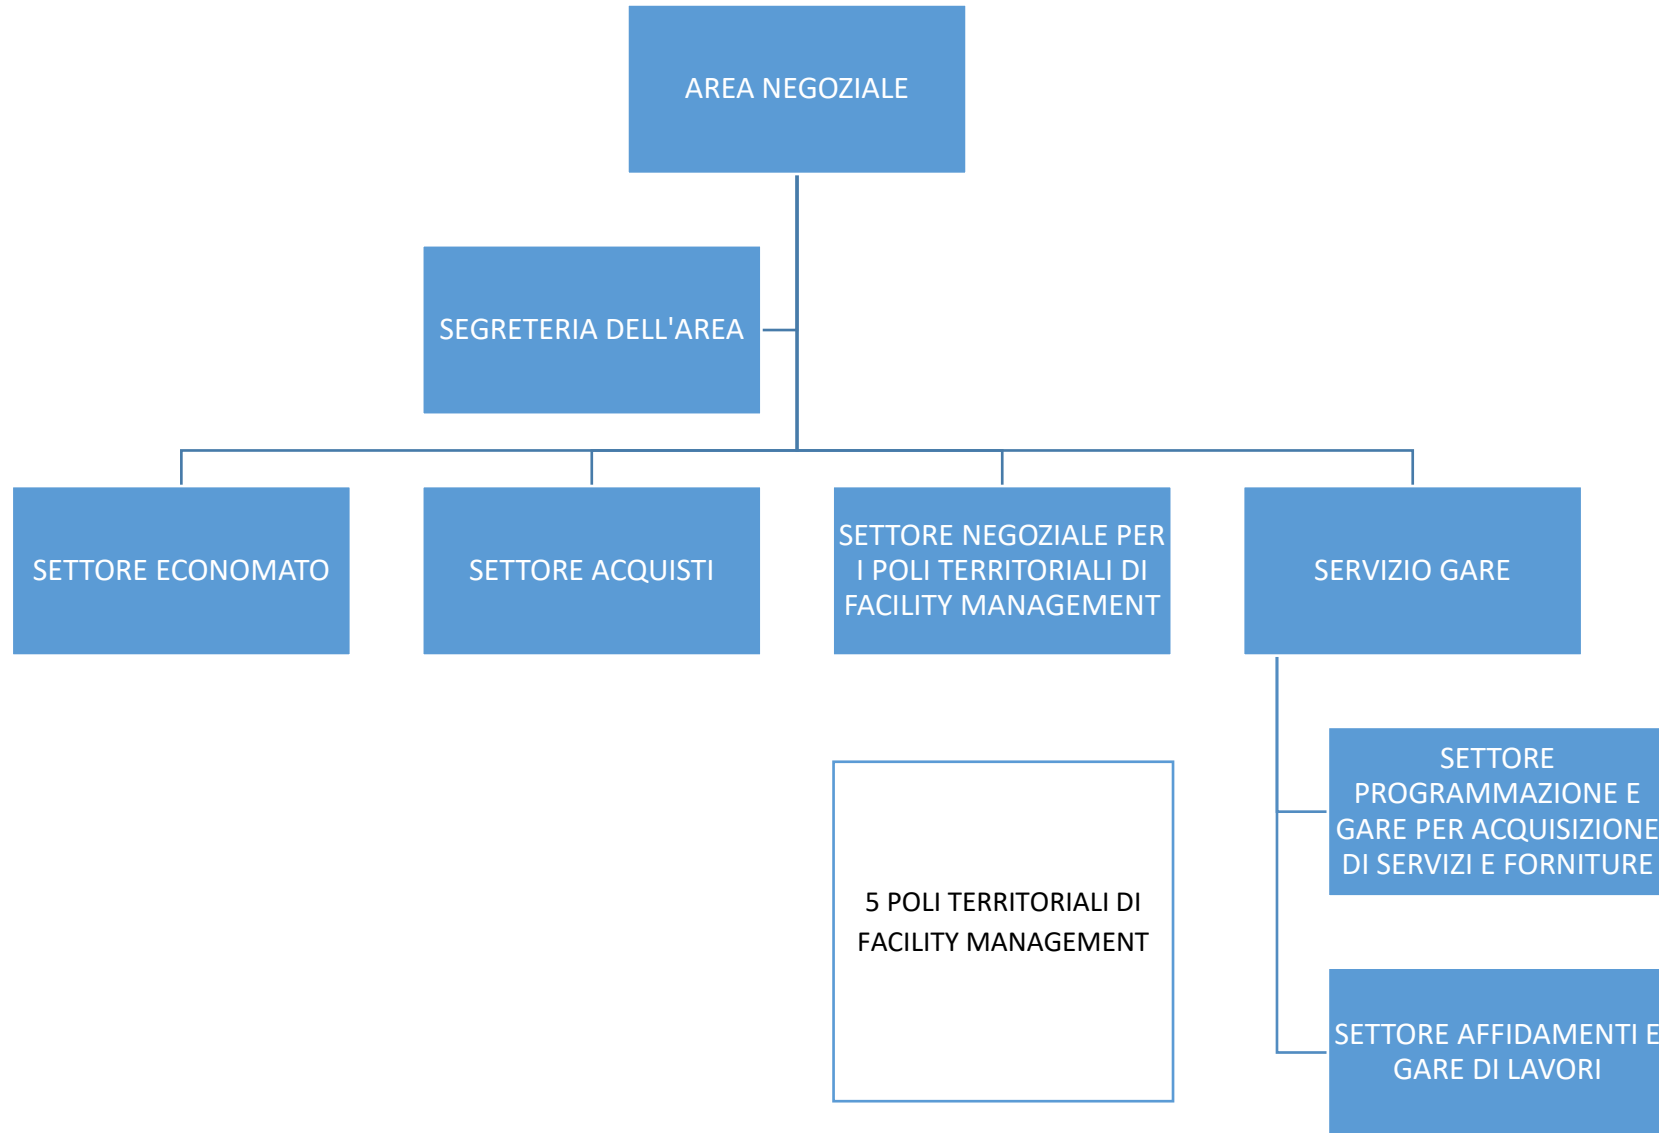 AREA NEGOZIALE
SEGRETERIA DELL'AREA
SETTORE ECONOMATO
SETTORE ACQUISTI
SETTORE NEGOZIALE PER
I POLI TERRITORIALI DI
FACILITY MANAGEMENT
SERVIZIO GARE
SETTORE
PROGRAMMAZIONE E
GARE PER ACQUISIZIONE
DI SERVIZI E FORNITURE
5 POLI TERRITORIALI DI
FACILITY MANAGEMENT
SETTORE AFFIDAMENTI E
GARE DI LAVORI